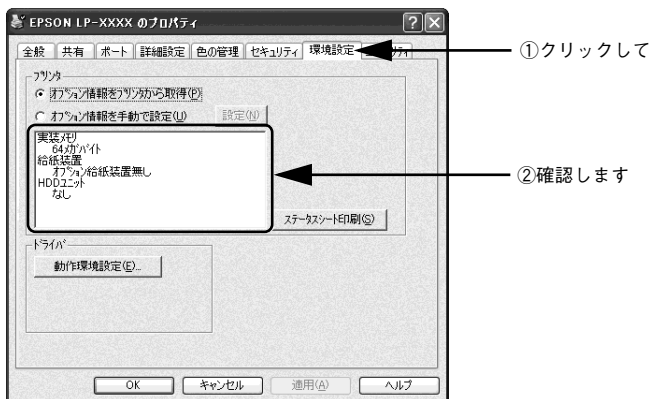 EPSON LP-XXXX のプロパティ
全般 共有 ポート 詳細設定 色の管理 セキュリティ 環境設定
①クリックして
プリンタ
オプション情報をプリンタから取得(P)
オプション情報を手動で設定(U) 設定(N)
実装メモリ
64メガバイト
給紙装置
オプション給紙装置無し
HDDユニット
なし
②確認します
ステータスシート印刷(S)
ドライバ
動作環境設定(E)...
OK キャンセル 適用(A) ヘルプ